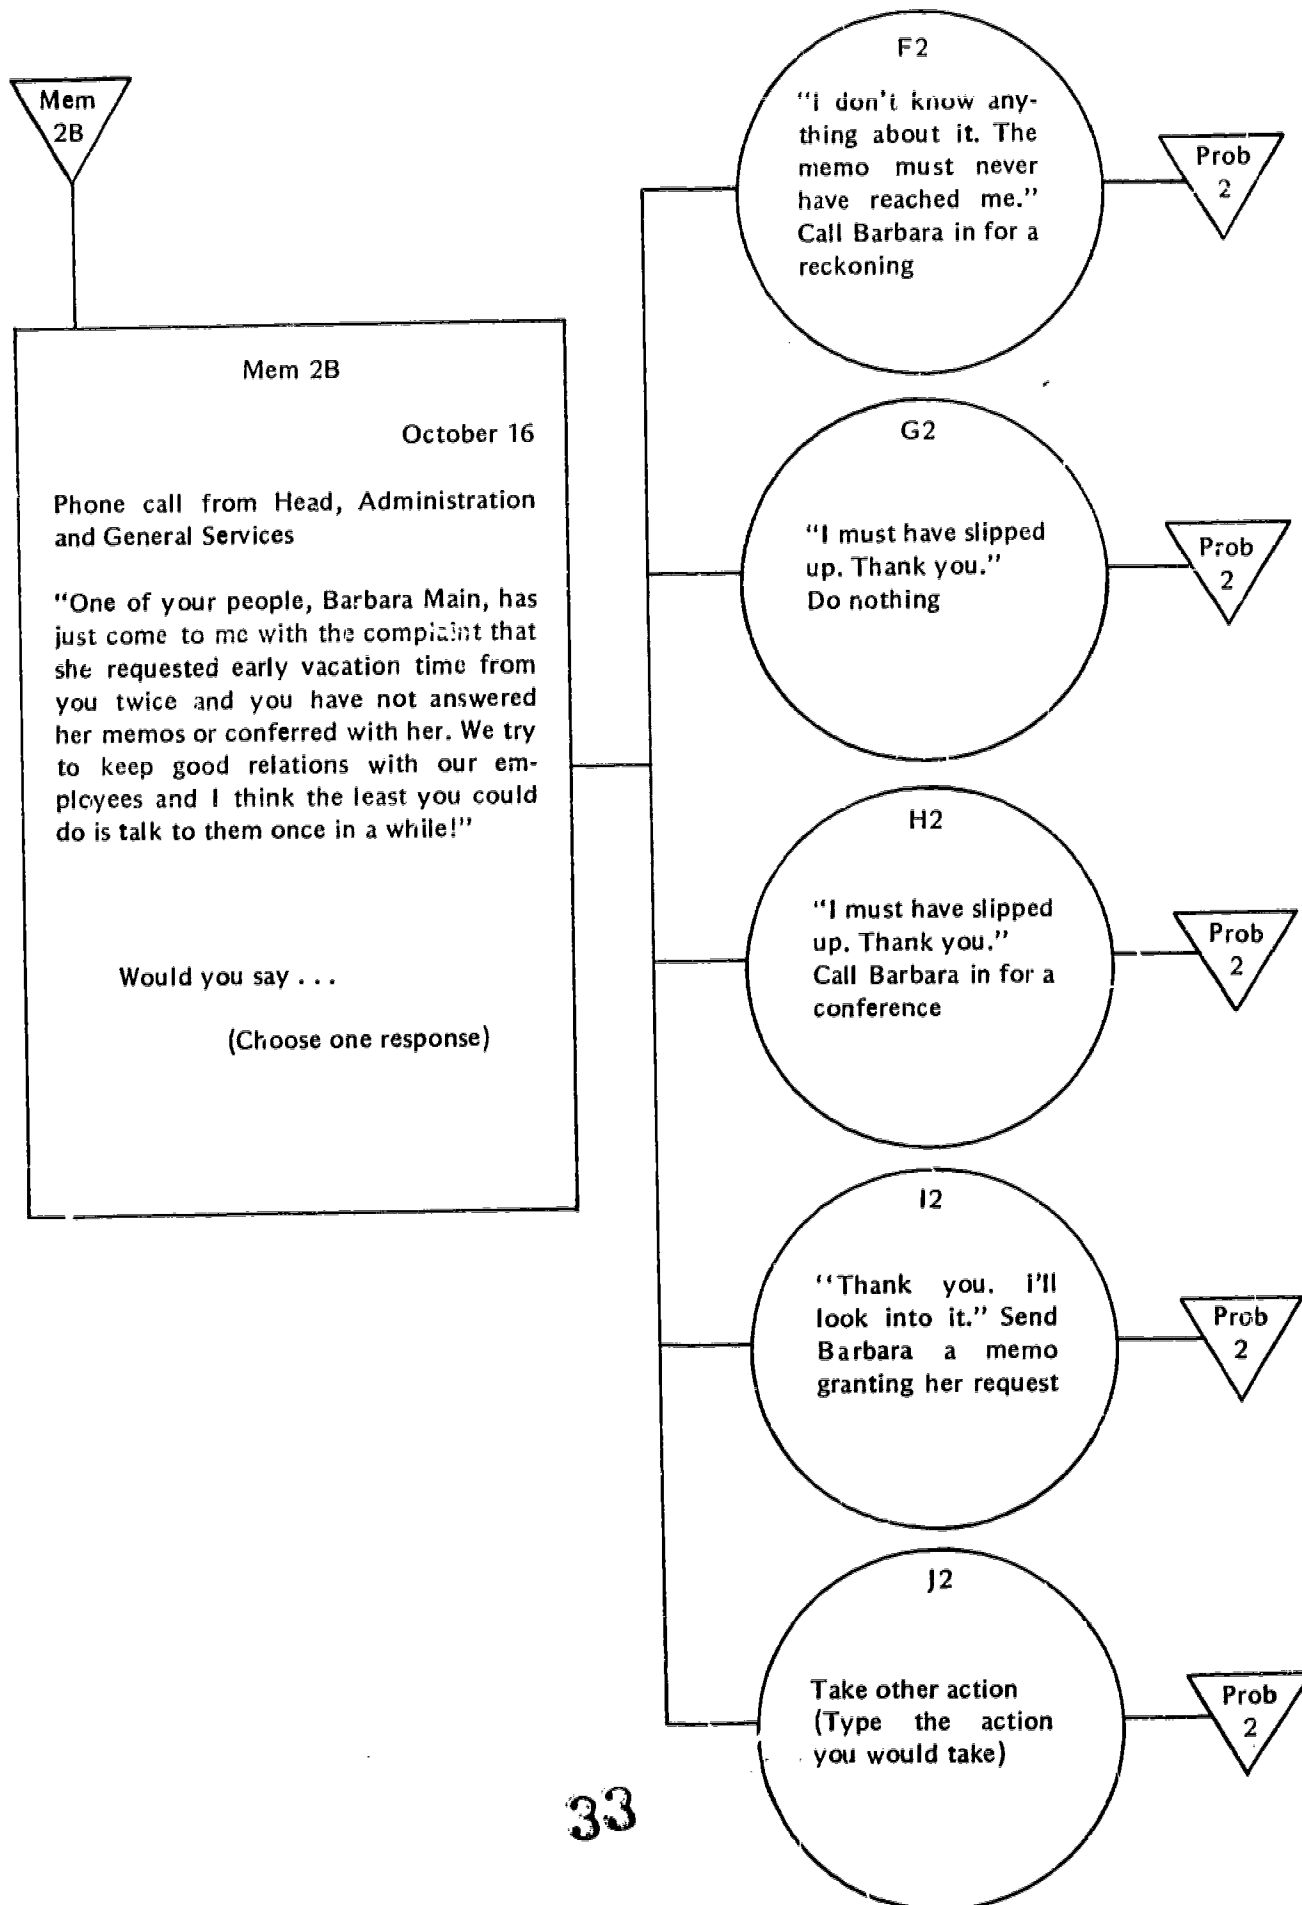 Mem
2B
Mem 2B
October 16
Phone call from Head, Administration
and General Services
“One of your people, Barbara Main, has
just come to me with the complaint that
she requested early vacation time from
you twice and you have not answered
her memos or conferred with her. We try
to keep good relations with our em-
ployees and I think the least you could
do is talk to them once in a while!”
Would you say . . .
(Choose one response)
F2
“I don't know any-
thing about it. The
memo must never
have reached me.”
Call Barbara in for a
reckoning
Prob
2
G2
“I must have slipped
up. Thank you.”
Do nothing
Prob
2
H2
“I must have slipped
up. Thank you.”
Call Barbara in for a
conference
Prob
2
I2
“Thank you. I'll
look into it.” Send
Barbara a memo
granting her request
Prob
2
J2
Take other action
(Type the action
you would take)
Prob
2
33